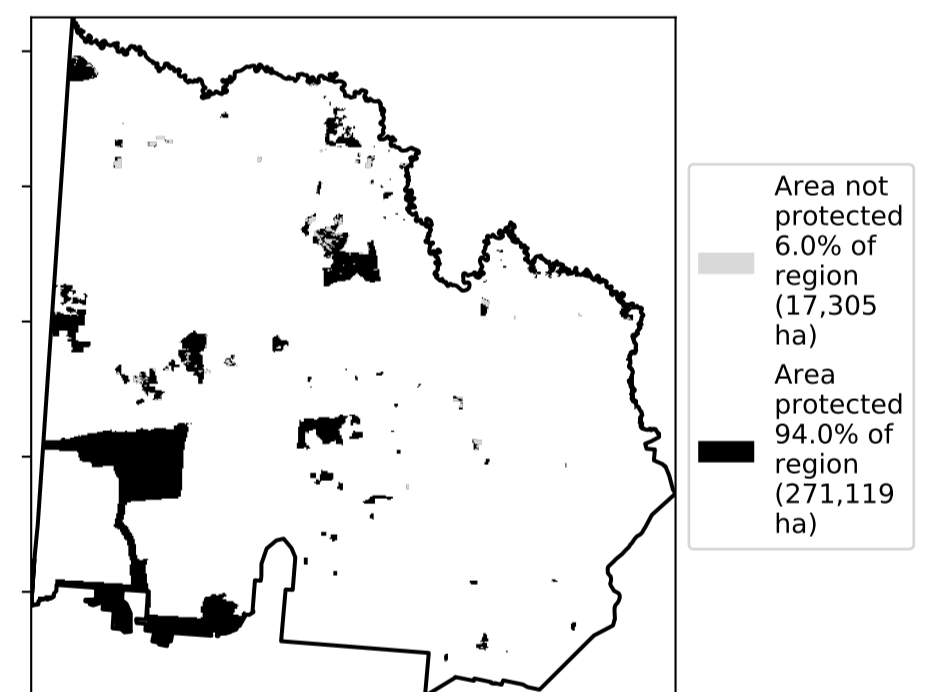 Area not
protected
6.0% of
region
(17,305
ha)
Area
protected
94.0% of
region
(271,119
ha)